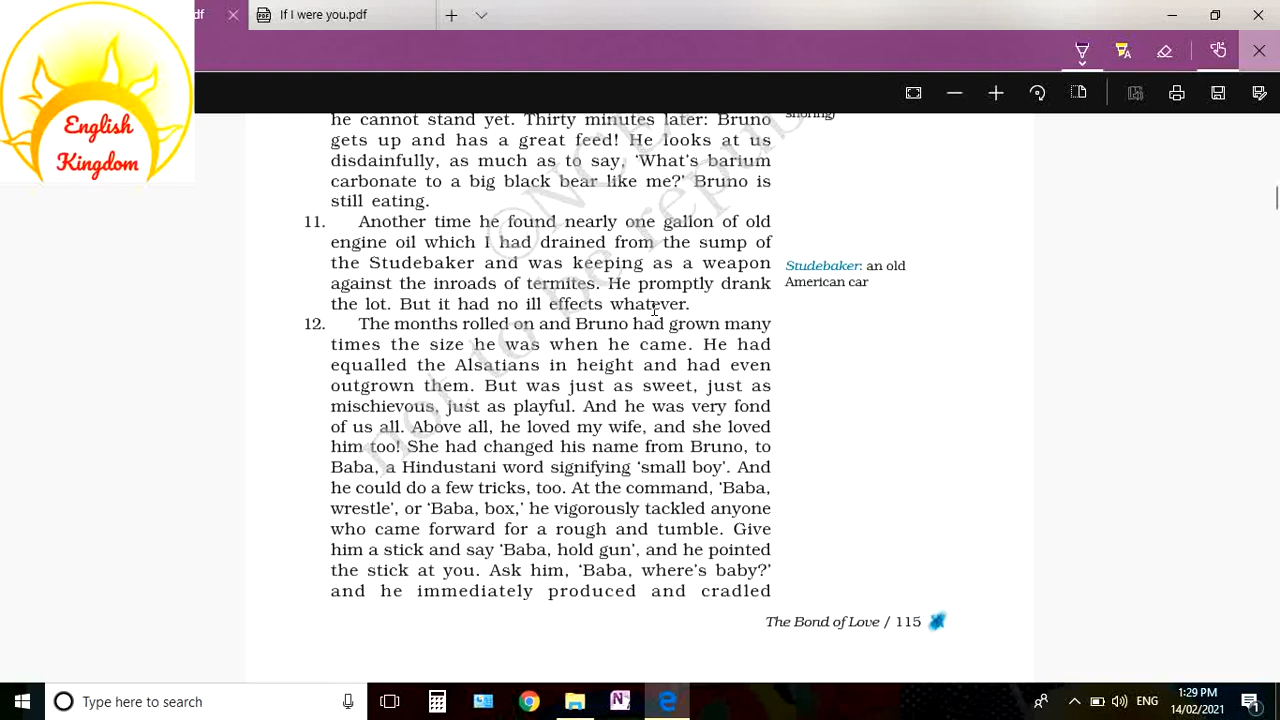 df
If I were you.pdf
English
Kingdom
he cannot stand yet. Thirty minutes later: Bruno
snoring)
gets up and has a great feed! He looks at us
disdainfully, as much as to say, ‘What’s barium
carbonate to a big black bear like me?’ Bruno is
still eating.
11. Another time he found nearly one gallon of old
engine oil which I had drained from the sump of
the Studebaker and was keeping as a weapon
against the inroads of termites. He promptly drank
the lot. But it had no ill effects whatever.
Studebaker: an old
American car
12. The months rolled on and Bruno had grown many
times the size he was when he came. He had
equalled the Alsatians in height and had even
outgrown them. But was just as sweet, just as
mischievous, just as playful. And he was very fond
of us all. Above all, he loved my wife, and she loved
him too! She had changed his name from Bruno, to
Baba, a Hindustani word signifying ‘small boy’. And
he could do a few tricks, too. At the command, ‘Baba,
wrestle’, or ‘Baba, box,’ he vigorously tackled anyone
who came forward for a rough and tumble. Give
him a stick and say ‘Baba, hold gun’, and he pointed
the stick at you. Ask him, ‘Baba, where’s baby?’
and he immediately produced and cradled
©NCE
not to be repub
The Bond of Love / 115
Type here to search
ENG
1:29 PM
14/02/2021